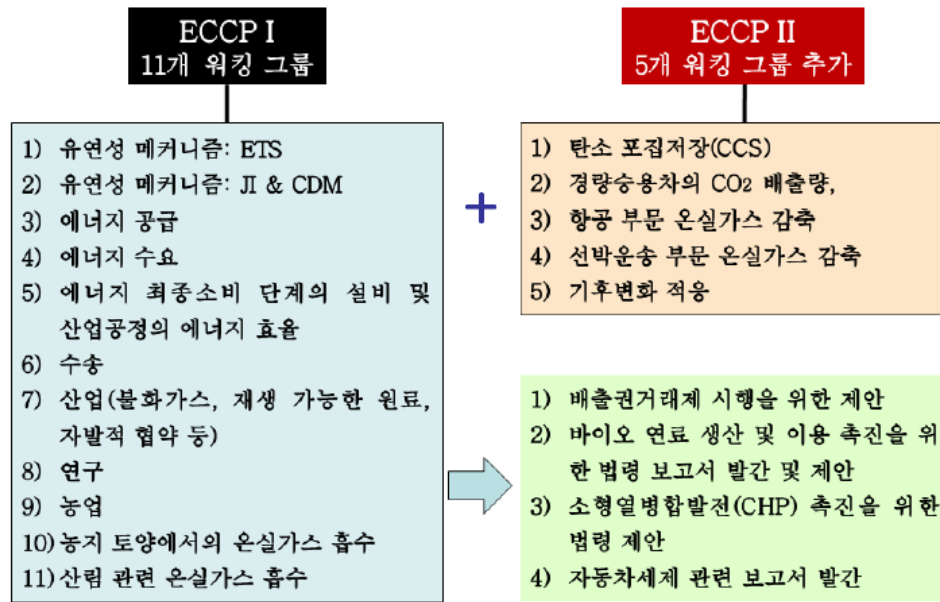 ECCP I
11개 워킹 그룹
1) 유연성 메커니즘: ETS
2) 유연성 메커니즘: JI & CDM
3) 에너지 공급
4) 에너지 수요
5) 에너지 최종소비 단계의 설비 및
산업공정의 에너지 효율
6) 수송
7) 산업(불화가스, 재생 가능한 원료,
자발적 협약 등)
8) 연구
9) 농업
10) 농지 토양에서의 온실가스 흡수
11) 산림 관련 온실가스 흡수
+
ECCP II
5개 워킹 그룹 추가
1) 탄소 포집저장(CCS)
2) 경량승용차의 CO2 배출량,
3) 항공 부문 온실가스 감축
4) 선박운송 부문 온실가스 감축
5) 기후변화 적응
1) 배출권거래제 시행을 위한 제안
2) 바이오 연료 생산 및 이용 촉진을 위
한 법령 보고서 발간 및 제안
3) 소형열병합발전(CHP) 촉진을 위한
법령 제안
4) 자동차세제 관련 보고서 발간